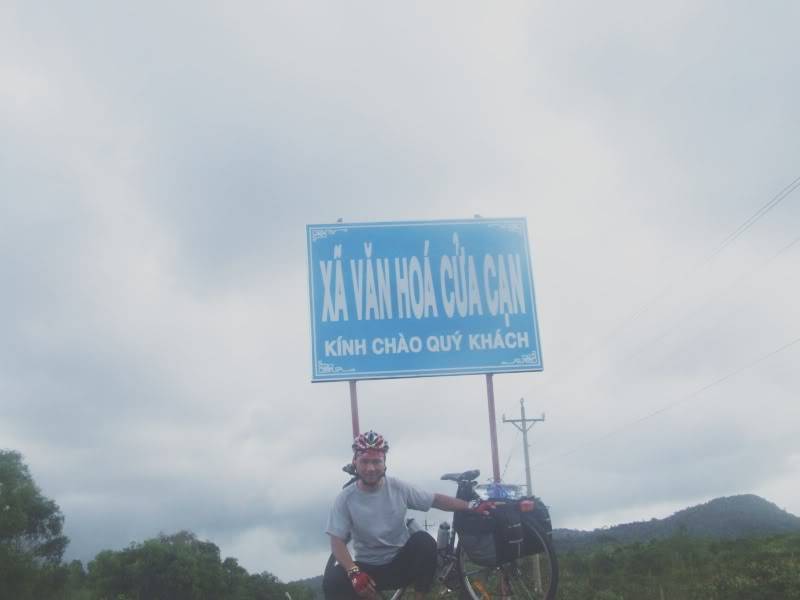 XÃ VĂN HOÁ CỬA CẠN
KÍNH CHÀO QUÝ KHÁCH